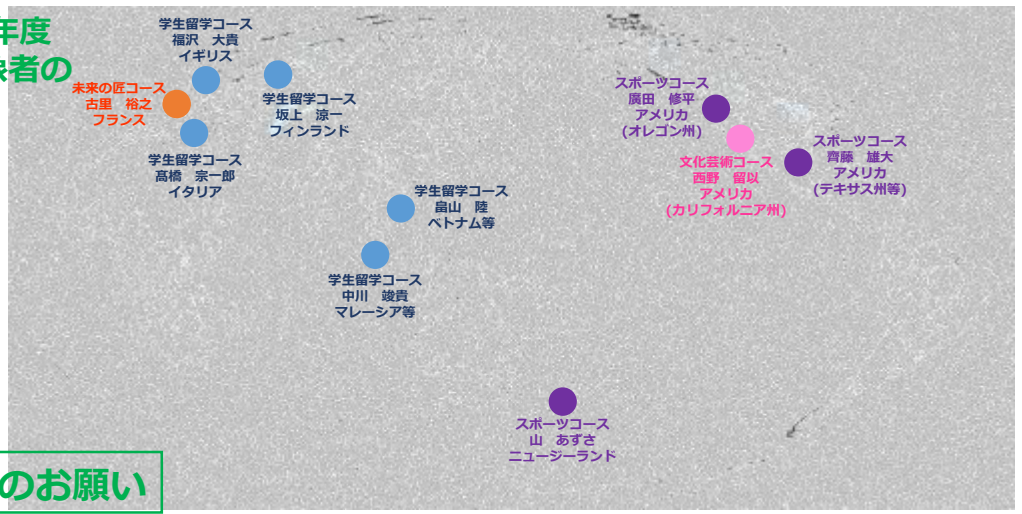 年度
象者の
学生留学コース
福沢　大貴
イギリス
未来の匠コース
古里　裕之
フランス
学生留学コース
坂上　涼一
フィンランド
学生留学コース
髙橋　宗一郎
イタリア
学生留学コース
畠山　陸
ベトナム等
学生留学コース
中川　竣貴
マレーシア等
スポーツコース
廣田　修平
アメリカ
(オレゴン州)
文化芸術コース
西野　留以
アメリカ
(カリフォルニア州)
スポーツコース
齊藤　雄大
アメリカ
(テキサス州等)
スポーツコース
山　あずさ
ニュージーランド
のお願い